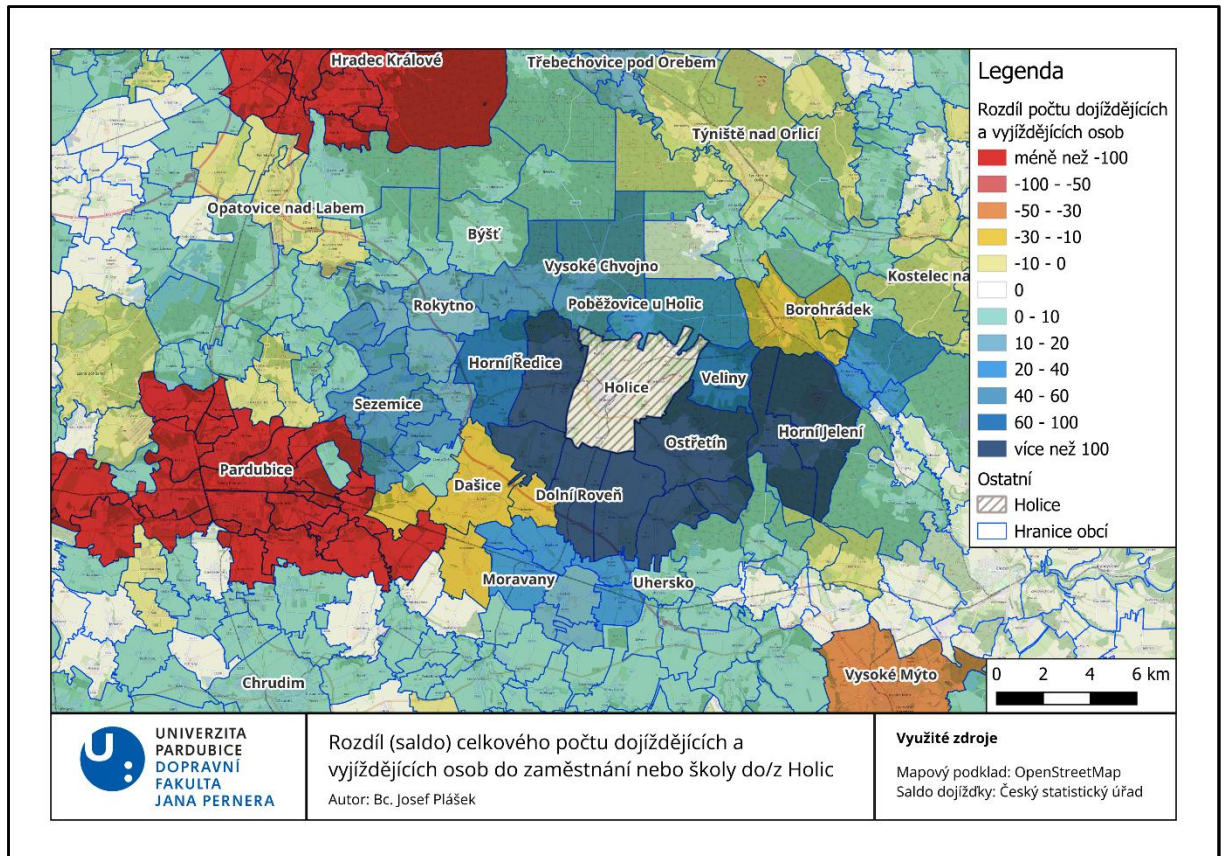 Hradec Králové
Třebechovice pod Orebem
Týniště nad Orlicí
Opatovice nad Labem
Býšť
Kostelec na
Vysoké Chvojno
Rokytno
Poběžovice u Holic
Borohrádek
Horní Ředice
Holice
Veliny
Sezemice
Ostřetín
Horní Jelení
Pardubice
Dašice
Dolní Roveň
Moravany
Uhersko
Chrudim
Vysoké Mýto
Legenda
Rozdíl počtu dojíždějících
a vyjíždějících osob
méně než -100
-100 - -50
-50 - -30
-30 - -10
-10 - 0
0
0 - 10
10 - 20
20 - 40
40 - 60
60 - 100
více než 100
Ostatní
Holice
Hranice obcí
0 2 4 6 km
UNIVERZITA
PARDUBICE
DOPRAVNÍ
FAKULTA
JANA PERNERA
Rozdíl (saldo) celkového počtu dojíždějících a
vyjíždějících osob do zaměstnání nebo školy do/z Holic
Autor: Bc. Josef Plášek
Využité zdroje
Mapový podklad: OpenStreetMap
Saldo dojížďky: Český statistický úřad